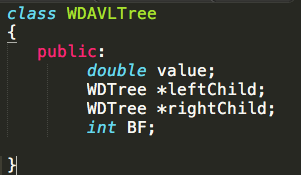 class WDAVLTree
{
public:
double value;
WDTree *leftChild;
WDTree *rightChild;
int BF;
}